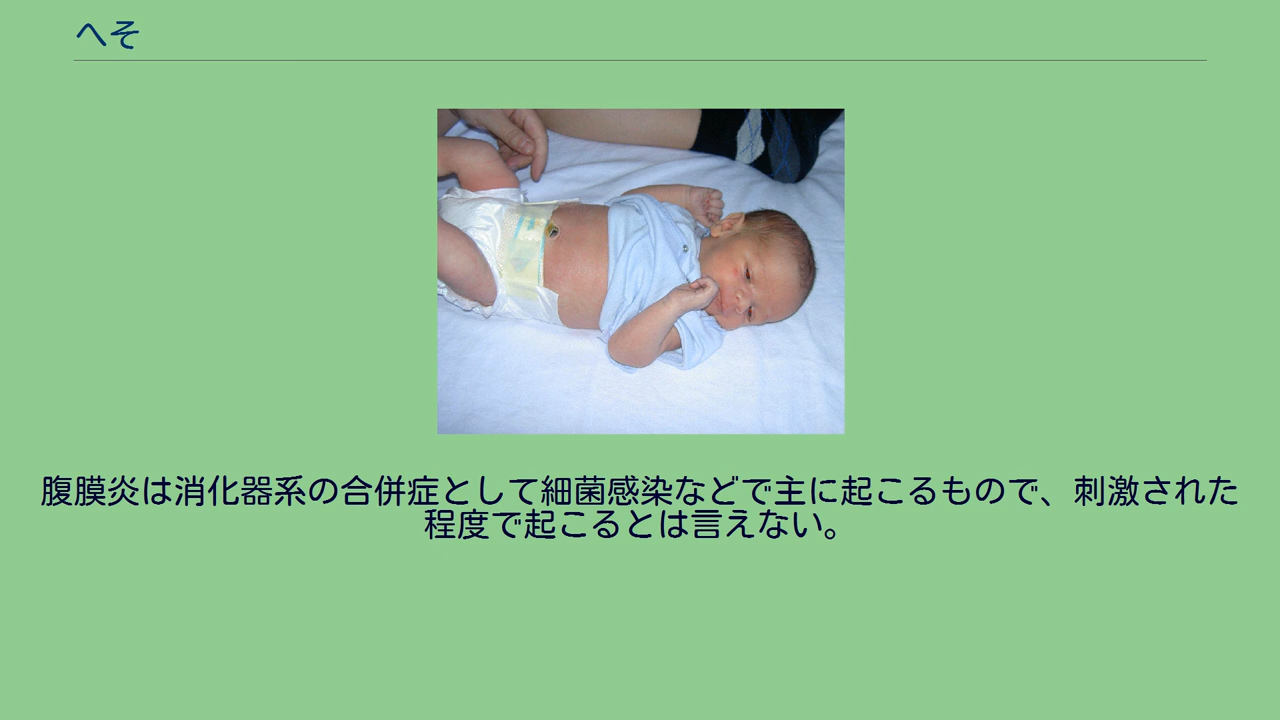 へそ
腹膜炎は消化器系の合併症として細菌感染などで主に起こるもので、刺激された
程度で起こるとは言えない。